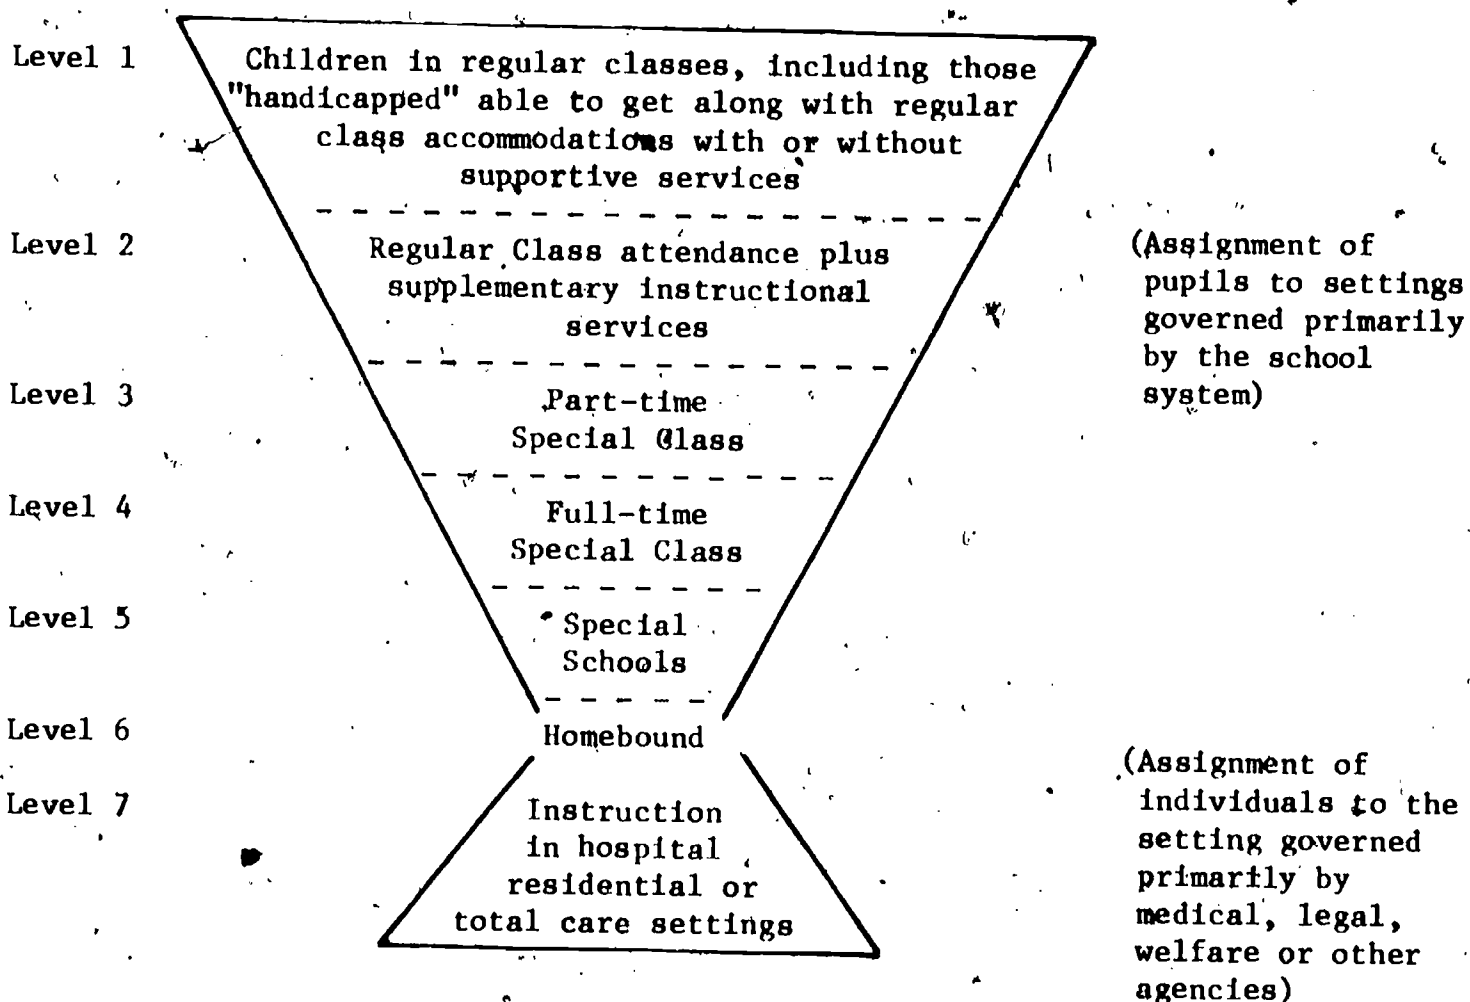 Level 1
Children in regular classes, including those
"handicapped" able to get along with regular
class accommodations with or without
supportive services
Level 2
Regular Class attendance plus
supplementary instructional
services
(Assignment of
pupils to settings
governed primarily
by the school
system)
Level 3
Part-time
Special Class
Level 4
Full-time
Special Class
Level 5
Special
Schools
Level 6
Homebound
Level 7
Instruction
in hospital
residential or
total care settings
(Assignment of
individuals to the
setting governed
primarily by
medical, legal,
welfare or other
agencies)